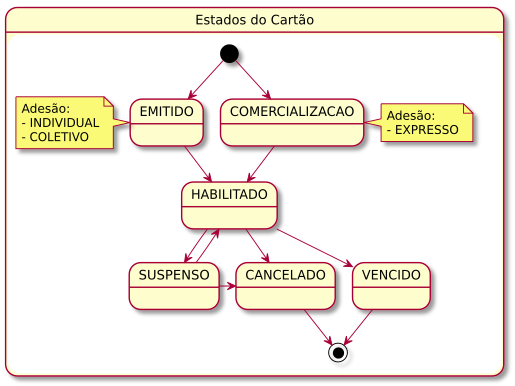 Estados do Cartão
Adesão:
- INDIVIDUAL
- COLETIVO
EMITIDO
COMERCIALIZACAO
Adesão:
- EXPRESSO
HABILITADO
SUSPENSO
CANCELADO
VENCIDO